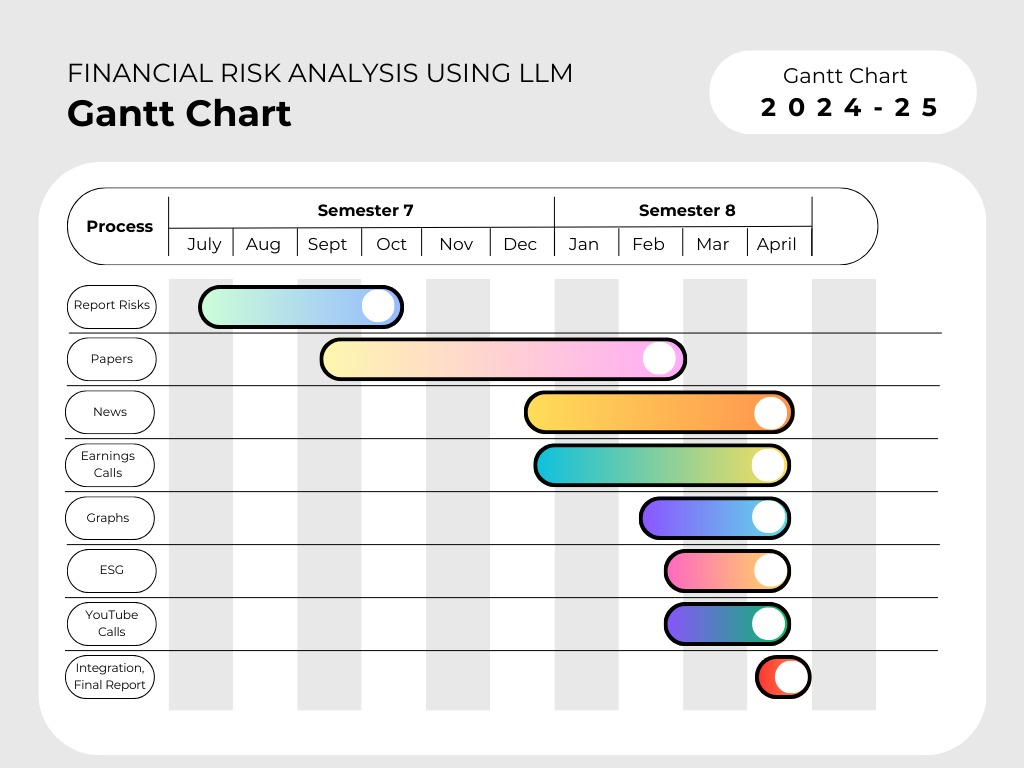 FINANCIAL RISK ANALYSIS USING LLM
Gantt Chart
Gantt Chart
2024-25
Process
Semester 7
Semester 8
July
Aug
Sept
Oct
Nov
Dec
Jan
Feb
Mar
April
Report Risks
Papers
News
Earnings
Calls
Graphs
ESG
YouTube
Calls
Integration,
Final Report